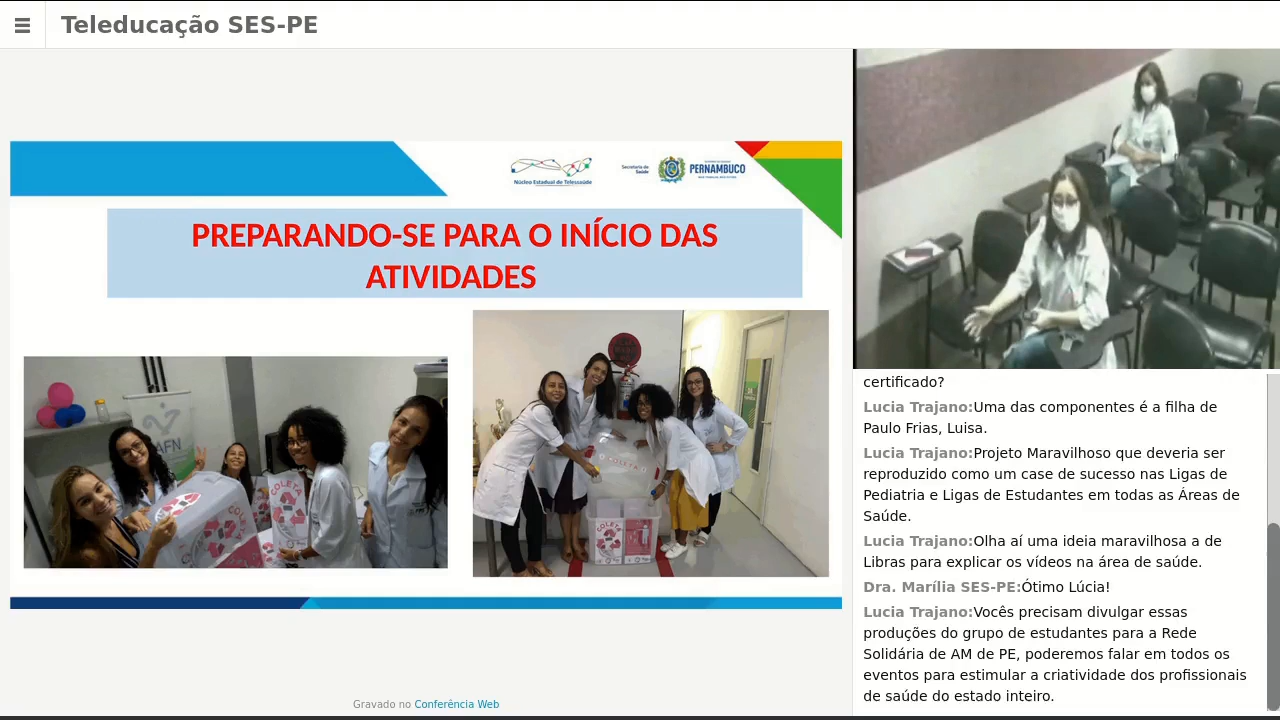 Teleducação SES-PE
Núcleo Estadual de Telessaúde
Secretaria de
Saúde
PERNAMBUCO
PREPARANDO-SE PARA O INÍCIO DAS
ATIVIDADES
AFN
COLETA
COLETA
COLETA
COLETA
certificado?
Lucia Trajano:Uma das componentes é a filha de
Paulo Frias, Luisa.
Lucia Trajano:Projeto Maravilhoso que deveria ser
reproduzido como um case de sucesso nas Ligas de
Pediatria e Ligas de Estudantes em todas as Áreas de
Saúde.
Lucia Trajano:Olha aí uma ideia maravilhosa a de
Libras para explicar os vídeos na área de saúde.
Dra. Marília SES-PE:Ótimo Lúcia!
Lucia Trajano:Vocês precisam divulgar essas
produções do grupo de estudantes para a Rede
Solidária de AM de PE, poderemos falar em todos os
eventos para estimular a criatividade dos profissionais
de saúde do estado inteiro.
Gravado no Conferência Web